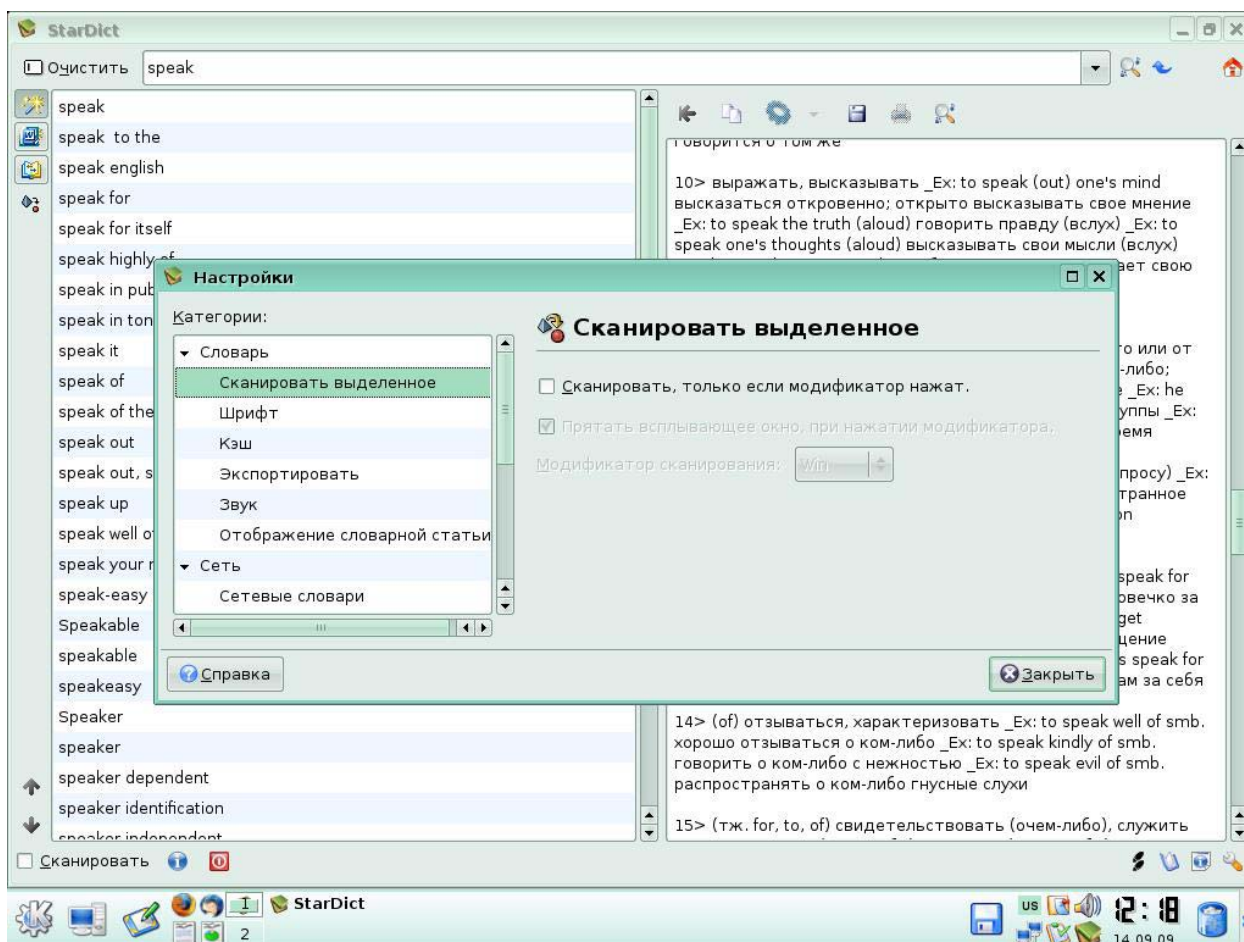 StarDict
Очистить speak
speak
speak to the
speak english
speak for
speak for itself
speak highly of
speak in pub
speak in ton
speak it
speak of
speak of the
speak out
speak out, s
speak up
speak well o
speak your
speak-easy
Speakable
speakable
speakeasy
Speaker
speaker
speaker dependent
speaker identification
speaker independent
говорится о том же
10> выражать, высказывать _Ex: to speak (out) one's mind
высказаться откровенно; открыто высказывать свое мнение
_Ex: to speak the truth (aloud) говорить правду (вслух) _Ex: to
speak one's thoughts (aloud) высказывать свои мысли (вслух)
ает свою
о или от
-либо;
_Ex: he
уппы _Ex:
емя
просу) _Ex:
транное
on
speak for
овечко за
get
цение
s speak for
ам за себя
14> (of) отзываться, характеризовать _Ex: to speak well of smb.
хорошо отзываться о ком-либо _Ex: to speak kindly of smb.
говорить о ком-либо с нежностью _Ex: to speak evil of smb.
распространять о ком-либо гнусные слухи
15> (тж. for, to, of) свидетельствовать (очем-либо), служить
Настройки
Категории:
Словарь
Сканировать выделенное
Шрифт
Кэш
Экспортировать
Звук
Отображение словарной статьи
Сеть
Сетевые словари
Сканировать выделенное
Сканировать, только если модификатор нажат.
Прятать всплывающее окно, при нажатии модификатора.
Модификатор сканирования: Win
Справка
Закрыть
Сканировать
StarDict
2
us
12:18
14.09.09